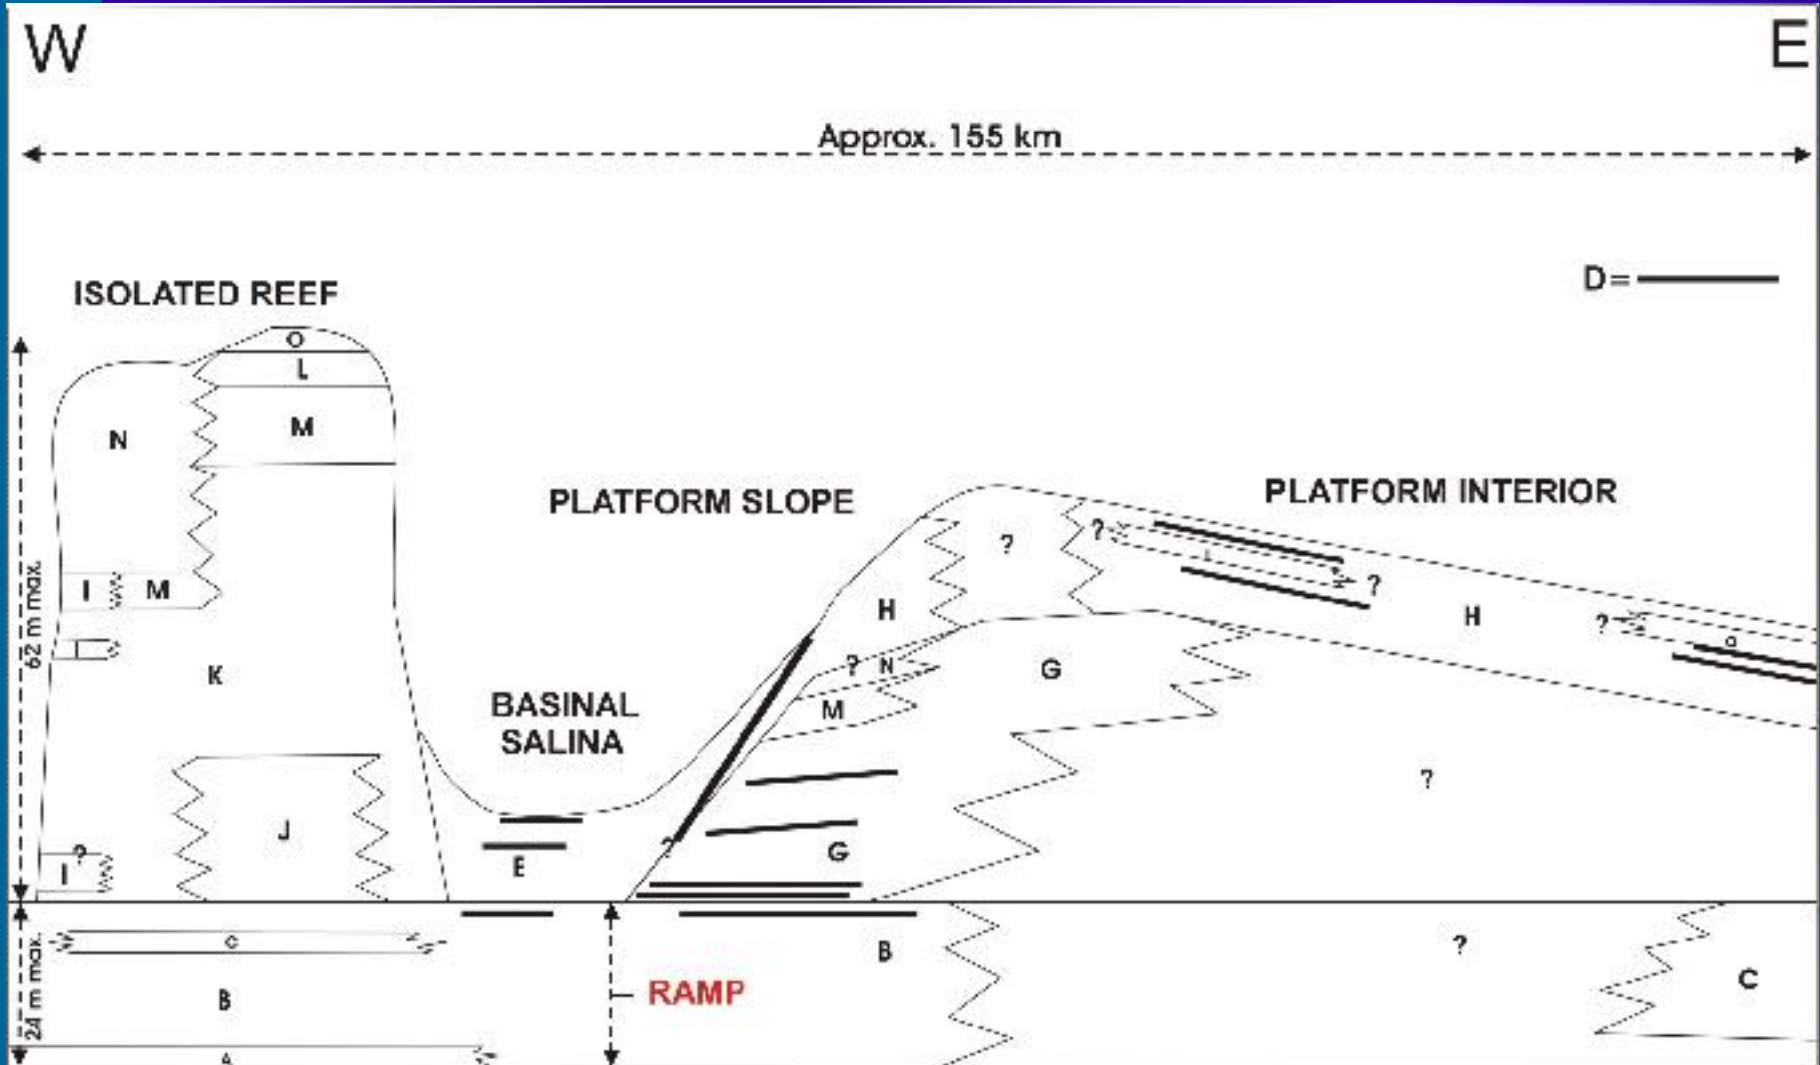 W
E
Approx. 155 km
D=
ISOLATED REEF
O
L
N
M
PLATFORM SLOPE
PLATFORM INTERIOR
?
?
?
I
M
H
H
?
62 m max.
I
K
?
N
G
BASINAL
SALINA
M
?
J
?
E
G
?
I
B
?
C
24 m max.
B
RAMP
C
A